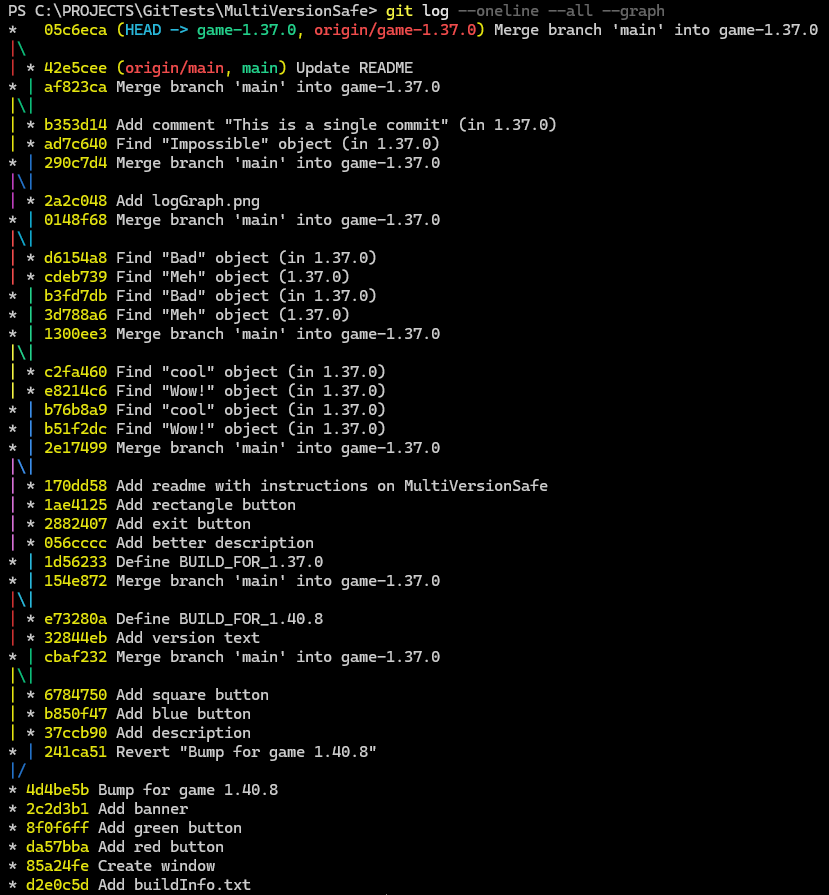 PS C:\PROJECTS\GitTests\MultiVersionSafe> git log --oneline --all --graph
*   05c6eca (HEAD -> game-1.37.0, origin/game-1.37.0) Merge branch 'main' into game-1.37.0
|\
| * 42e5cee (origin/main, main) Update README
* | af823ca Merge branch 'main' into game-1.37.0
|\|
| * b353d14 Add comment "This is a single commit" (in 1.37.0)
| * ad7c640 Find "Impossible" object (in 1.37.0)
* | 290c7d4 Merge branch 'main' into game-1.37.0
|\|
| * 2a2c048 Add logGraph.png
* | 0148f68 Merge branch 'main' into game-1.37.0
|\|
| * d6154a8 Find "Bad" object (in 1.37.0)
| * cdeb739 Find "Meh" object (1.37.0)
* | b3fd7db Find "Bad" object (in 1.37.0)
* | 3d788a6 Find "Meh" object (1.37.0)
* | 1300ee3 Merge branch 'main' into game-1.37.0
|\|
| * c2fa460 Find "cool" object (in 1.37.0)
| * e8214c6 Find "Wow!" object (in 1.37.0)
* | b76b8a9 Find "cool" object (in 1.37.0)
* | b51f2dc Find "Wow!" object (in 1.37.0)
* | 2e17499 Merge branch 'main' into game-1.37.0
|\|
| * 170dd58 Add readme with instructions on MultiVersionSafe
| * 1ae4125 Add rectangle button
| * 2882407 Add exit button
| * 056cccc Add better description
* | 1d56233 Define BUILD_FOR_1.37.0
* | 154e872 Merge branch 'main' into game-1.37.0
|\|
| * e73280a Define BUILD_FOR_1.40.8
| * 32844eb Add version text
* | cbaf232 Merge branch 'main' into game-1.37.0
|\|
| * 6784750 Add square button
| * b850f47 Add blue button
| * 37ccb90 Add description
* | 241ca51 Revert "Bump for game 1.40.8"
|/
* 4d4be5b Bump for game 1.40.8
* 2c2d3b1 Add banner
* 8f0f6ff Add green button
* da57bba Add red button
* 85a24fe Create window
* d2e0c5d Add buildInfo.txt